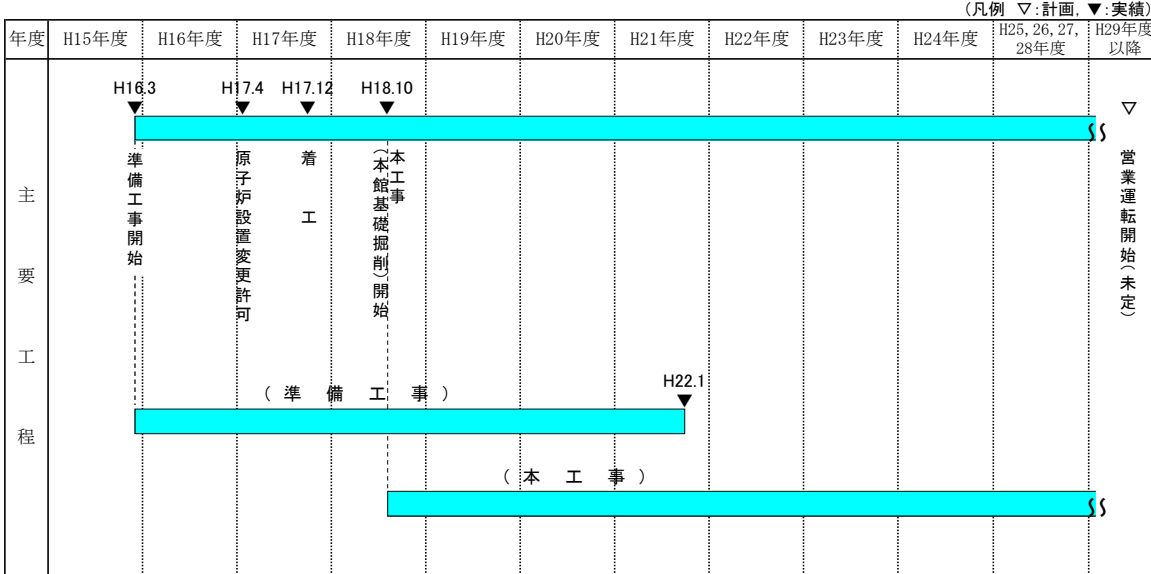 (凡例 ▽:計画, ▼:実績)
年度
H15年度
H16年度
H17年度
H18年度
H19年度
H20年度
H21年度
H22年度
H23年度
H24年度
H25,26,27,
28年度
H29年度
以降
主要工程
H16.3
H17.4
H17.12
H18.10
▼
▼
▼
▼
▽
準備工事開始
原子炉設置変更許可
着工
本工事
(本館基礎掘削)開始
営業運転開始(未定)
(準備工事)
H22.1
▼
(本工事)